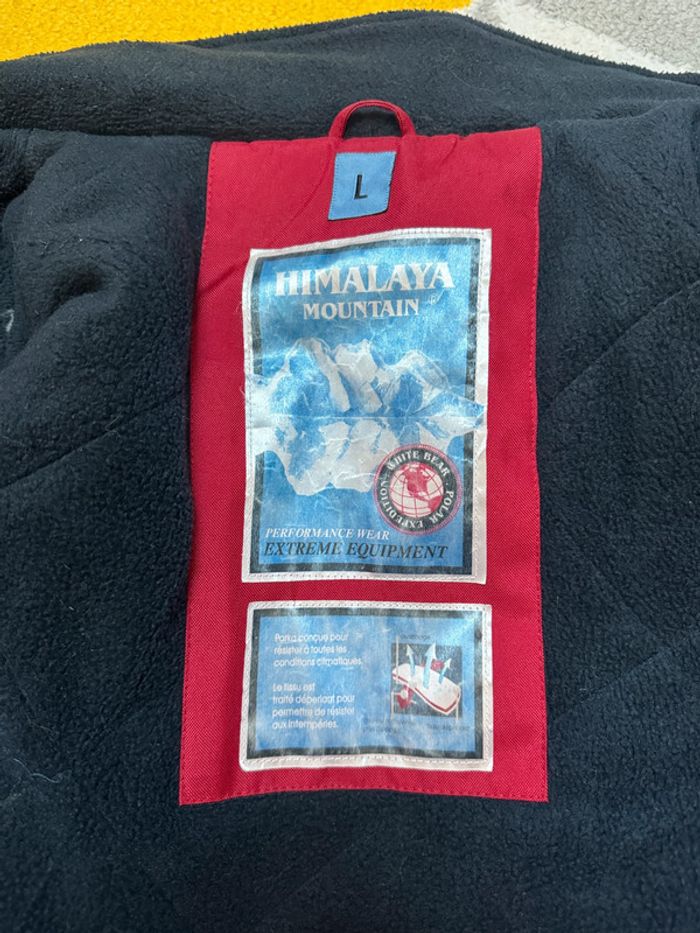 L
HIMALAYA
MOUNTAIN
WHITE BEAR
POLAR EXPEDITION
PERFORMANCE WEAR
EXTREME EQUIPMENT
Parka conçue pour
résister à toutes les
conditions climatiques.
Le tissu est
traité déperlant pour
permettre de résister
aux intempéries.